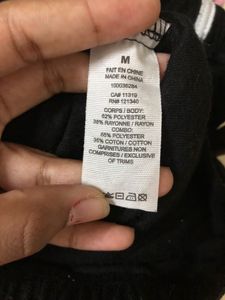 M
FAIT EN CHINE
MADE IN CHINA
100036284
CA# 11319
RN# 121340
CORPS / BODY:
62% POLYESTER
38% RAYONNE / RAYON
COMBO:
65% POLYESTER
35% COTON / COTTON
GARNITURES NON
COMPRISES / EXCLUSIVE
OF TRIMS